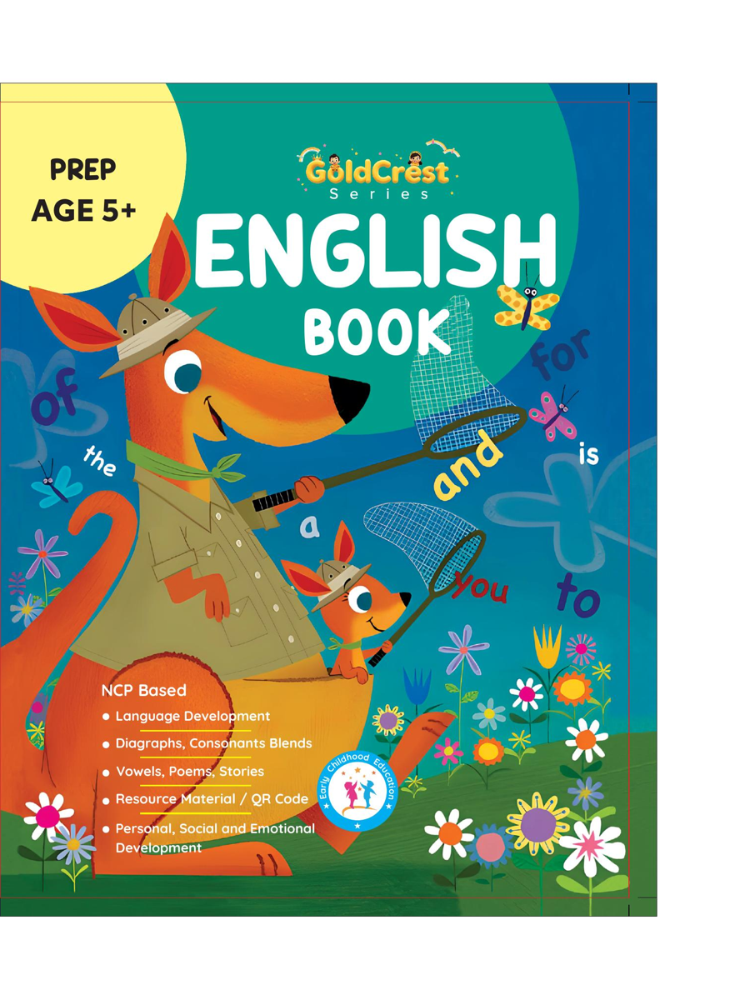 PREP
AGE 5+
GoldCrest
Series
ENGLISH
BOOK
for
of
the
is
and
a
you
to
NCP Based
• Language Development
• Diagraphs, Consonants Blends
• Vowels, Poems, Stories
• Resource Material / QR Code
• Personal, Social and Emotional
Development
Early Childhood Education